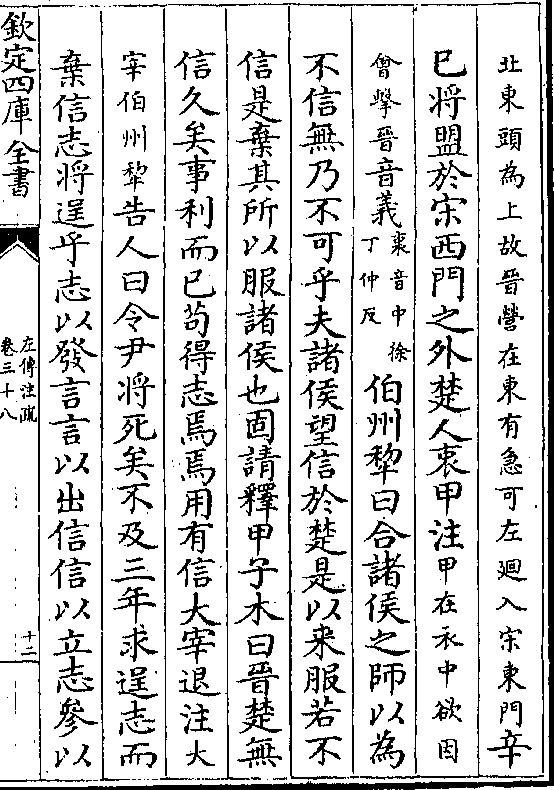 北東頭為上故晉營在東有急可左廻入宋東門辛
巳將盟於宋西門之外楚人衷甲注甲在衣中欲因
會擊晉音義衷音中徐丁仲反伯州犂曰合諸侯之師以為
不信無乃不可乎夫諸侯望信於楚是以來服若不
信是棄其所以服諸侯也固請釋甲子木曰晉楚無
信久矣事利而已苟得志焉焉用有信大宰退注大
宰伯州犂告人曰令尹將死矣不及三年求逞志而
棄信志將逞乎志以發言言以出信信以立志參以
欽定四庫全書
左傳注疏
卷三十八
十二